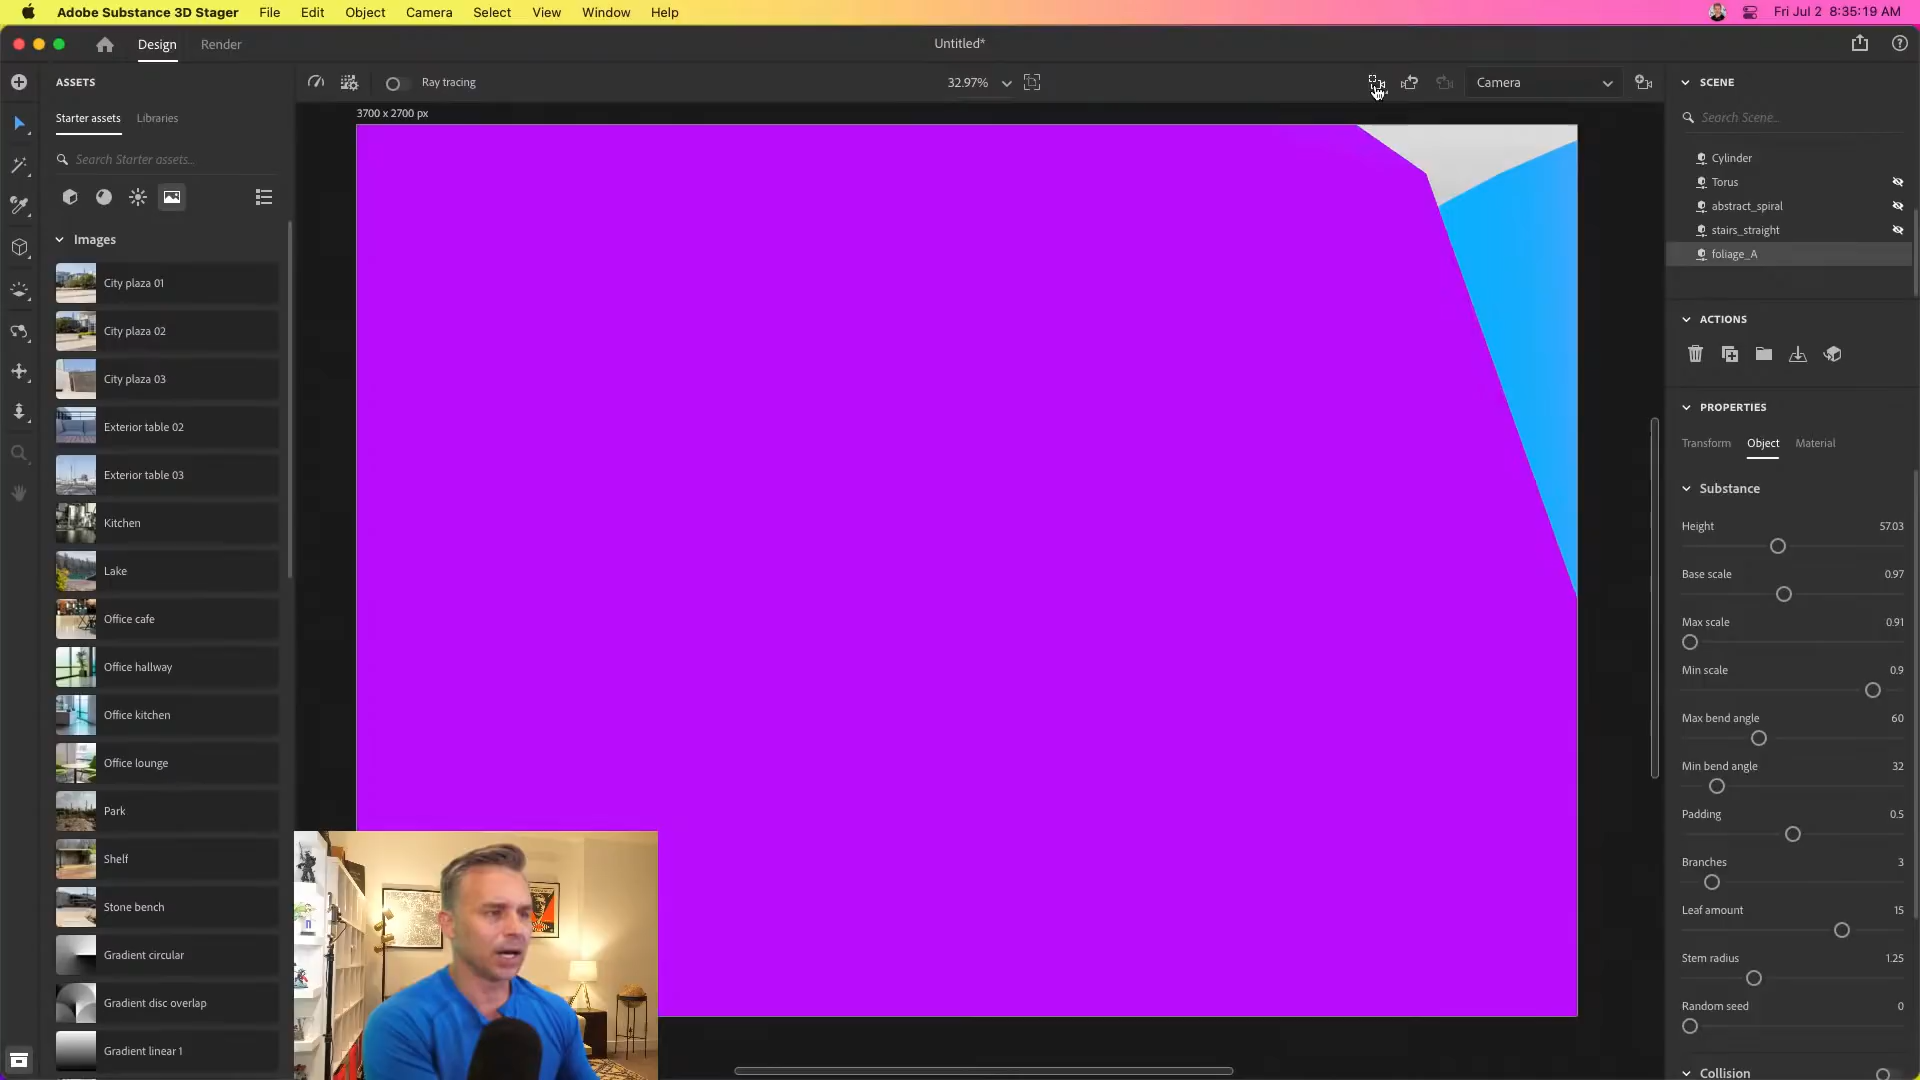 Adobe Substance 3D Stager File Edit Object Camera Select View Window Help Fri Jul 2 8:35:19 AM
Design Render Untitled*
ASSETS Ray tracing 32.97% Camera SCENE
3700 x 2700 px
Starter assets Libraries
Search Starter assets...
Images
City plaza 01
City plaza 02
City plaza 03
Exterior table 02
Exterior table 03
Kitchen
Lake
Office cafe
Office hallway
Office kitchen
Office lounge
Park
Shelf
Stone bench
Gradient circular
Gradient disc overlap
Gradient linear 1
Search Scene...
Cylinder
Torus
abstract_spiral
stairs_straight
foliage_A
ACTIONS
PROPERTIES
Transform Object Material
Substance
Height 57.03
Base scale 0.97
Max scale 0.91
Min scale 0.9
Max bend angle 60
Min bend angle 32
Padding 0.5
Branches 3
Leaf amount 15
Stem radius 1.25
Random seed 0
Collision